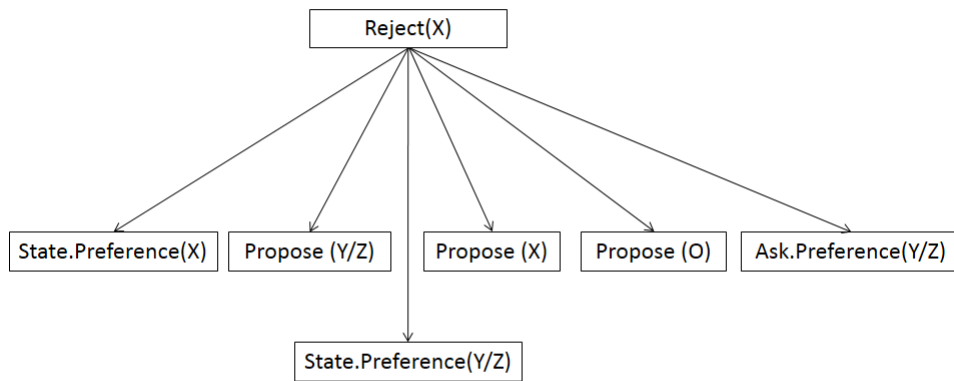 Reject(X)
State.Preference(X)
Propose (Y/Z)
Propose (X)
Propose (O)
Ask.Preference(Y/Z)
State.Preference(Y/Z)